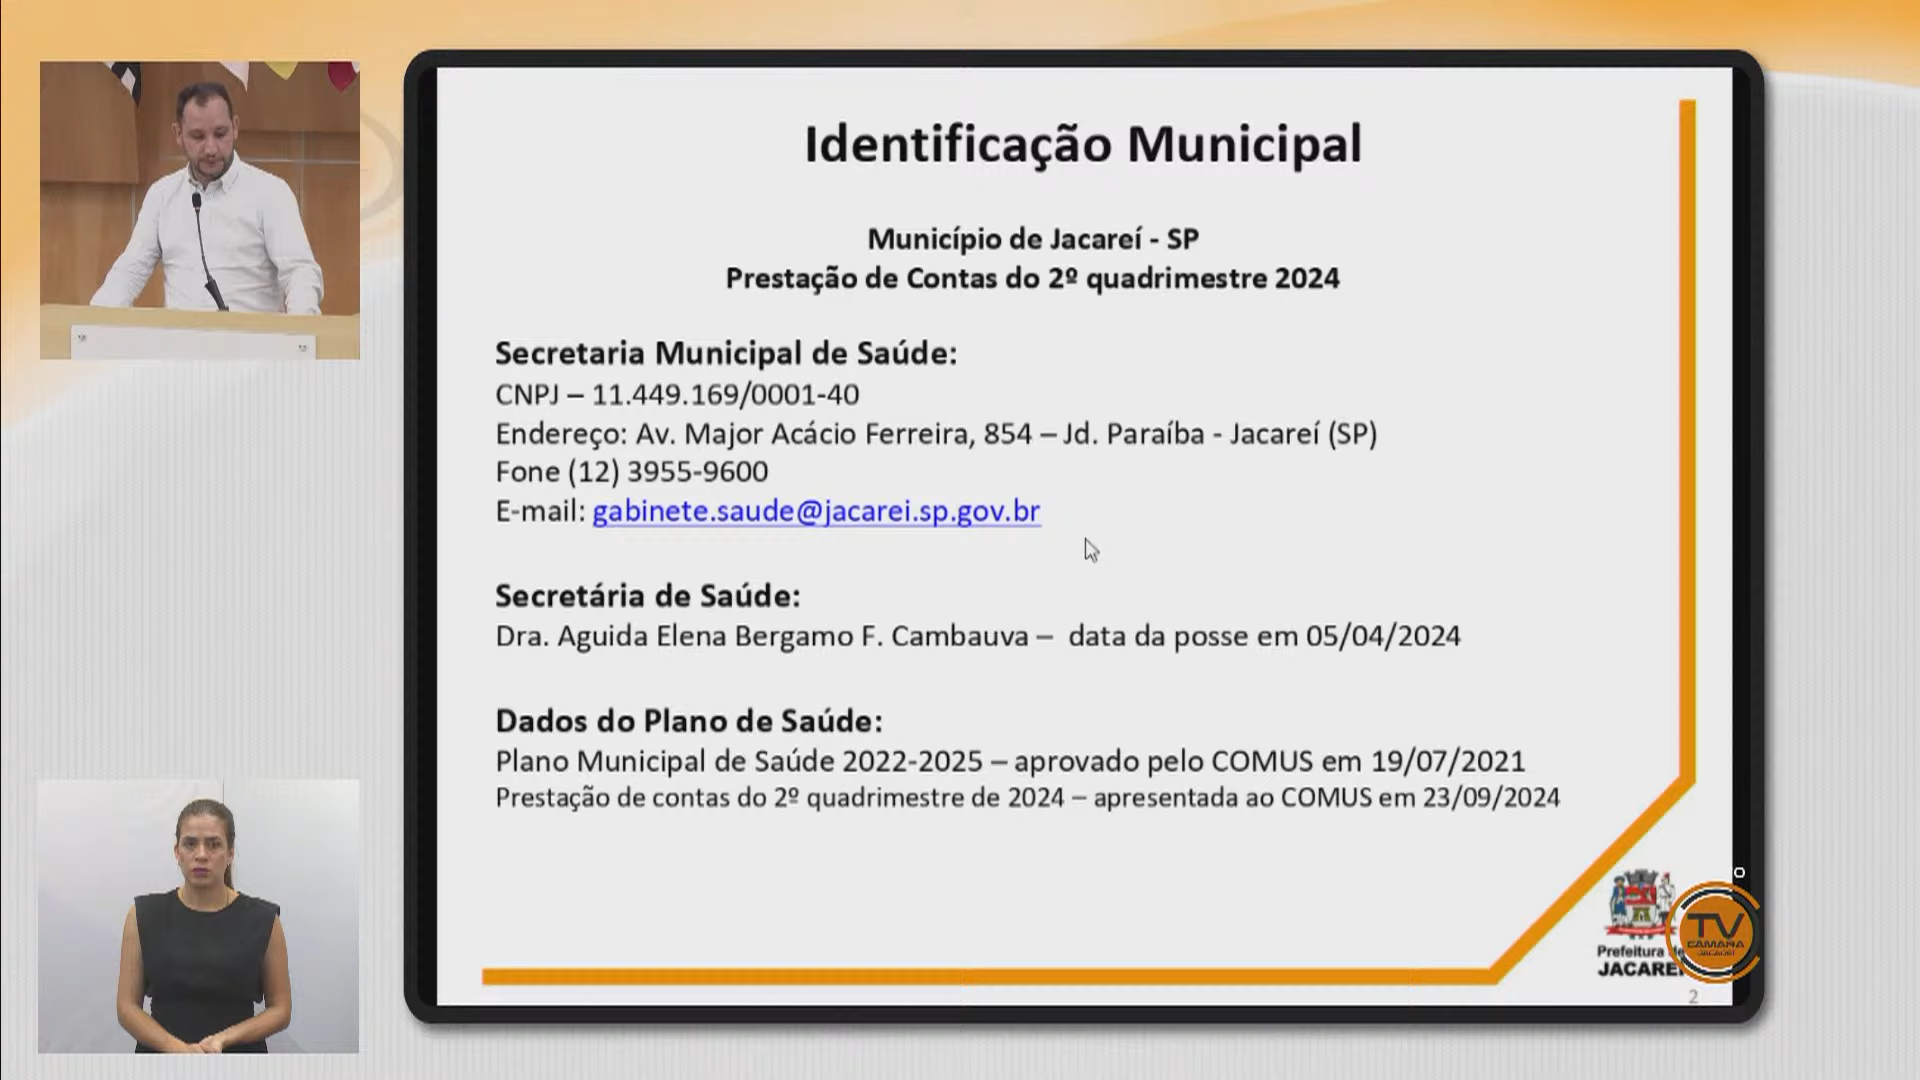 Identificação Municipal
Município de Jacareí - SP
Prestação de Contas do 2º quadrimestre 2024
Secretaria Municipal de Saúde:
CNPJ – 11.449.169/0001-40
Endereço: Av. Major Acácio Ferreira, 854 – Jd. Paraíba - Jacareí (SP)
Fone (12) 3955-9600
E-mail: gabinete.saude@jacarei.sp.gov.br
Secretária de Saúde:
Dra. Aguida Elena Bergamo F. Cambauva –  data da posse em 05/04/2024
Dados do Plano de Saúde:
Plano Municipal de Saúde 2022-2025 – aprovado pelo COMUS em 19/07/2021
Prestação de contas do 2º quadrimestre de 2024 – apresentada ao COMUS em 23/09/2024
Prefeitura
JACARE
TV
CÂMARA
JACAREÍ
2